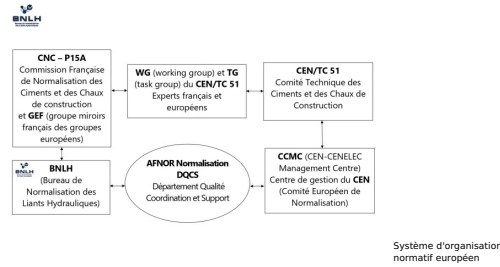 BNLH
CNC – P15A
Commission Française
de Normalisation des
Ciments et des Chaux
de construction
et GEF (groupe miroirs
français des groupes
européens)
WG (working group) et TG
(task group) du CEN/TC 51
Experts français et
européens
CEN/TC 51
Comité Technique des
Ciments et des Chaux de
Construction
BNLH
BNLH
(Bureau de
Normalisation des
Liants Hydrauliques)
AFNOR Normalisation
DQCS
Département Qualité
Coordination et Support
CCMC (CEN-CENELEC
Management Centre)
Centre de gestion du CEN
(Comité Européen de
Normalisation)
Système d'organisation
normatif européen